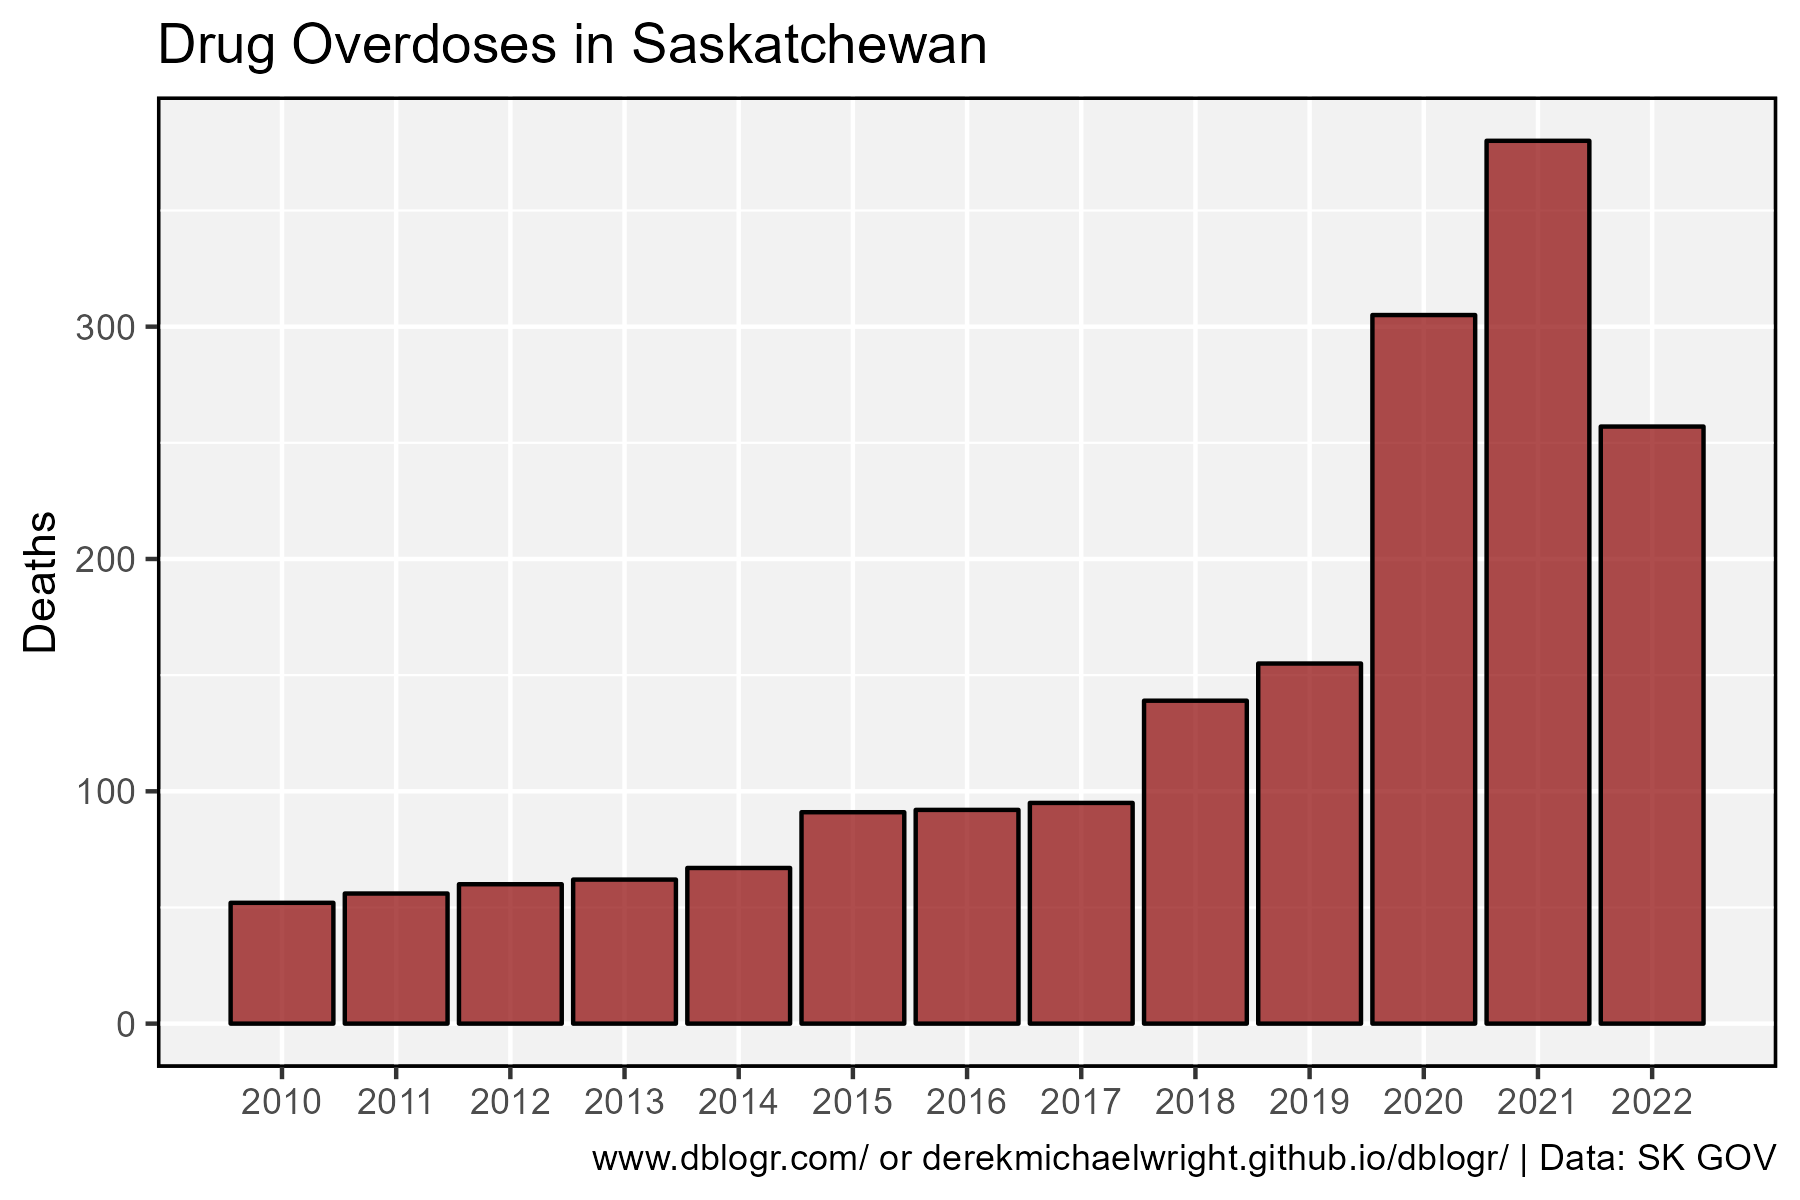 Drug Overdoses in Saskatchewan
Deaths
300
200
100
0
2010 2011 2012 2013 2014 2015 2016 2017 2018 2019 2020 2021 2022
www.dblogr.com/ or derekmichaelwright.github.io/dblogr/ | Data: SK GOV